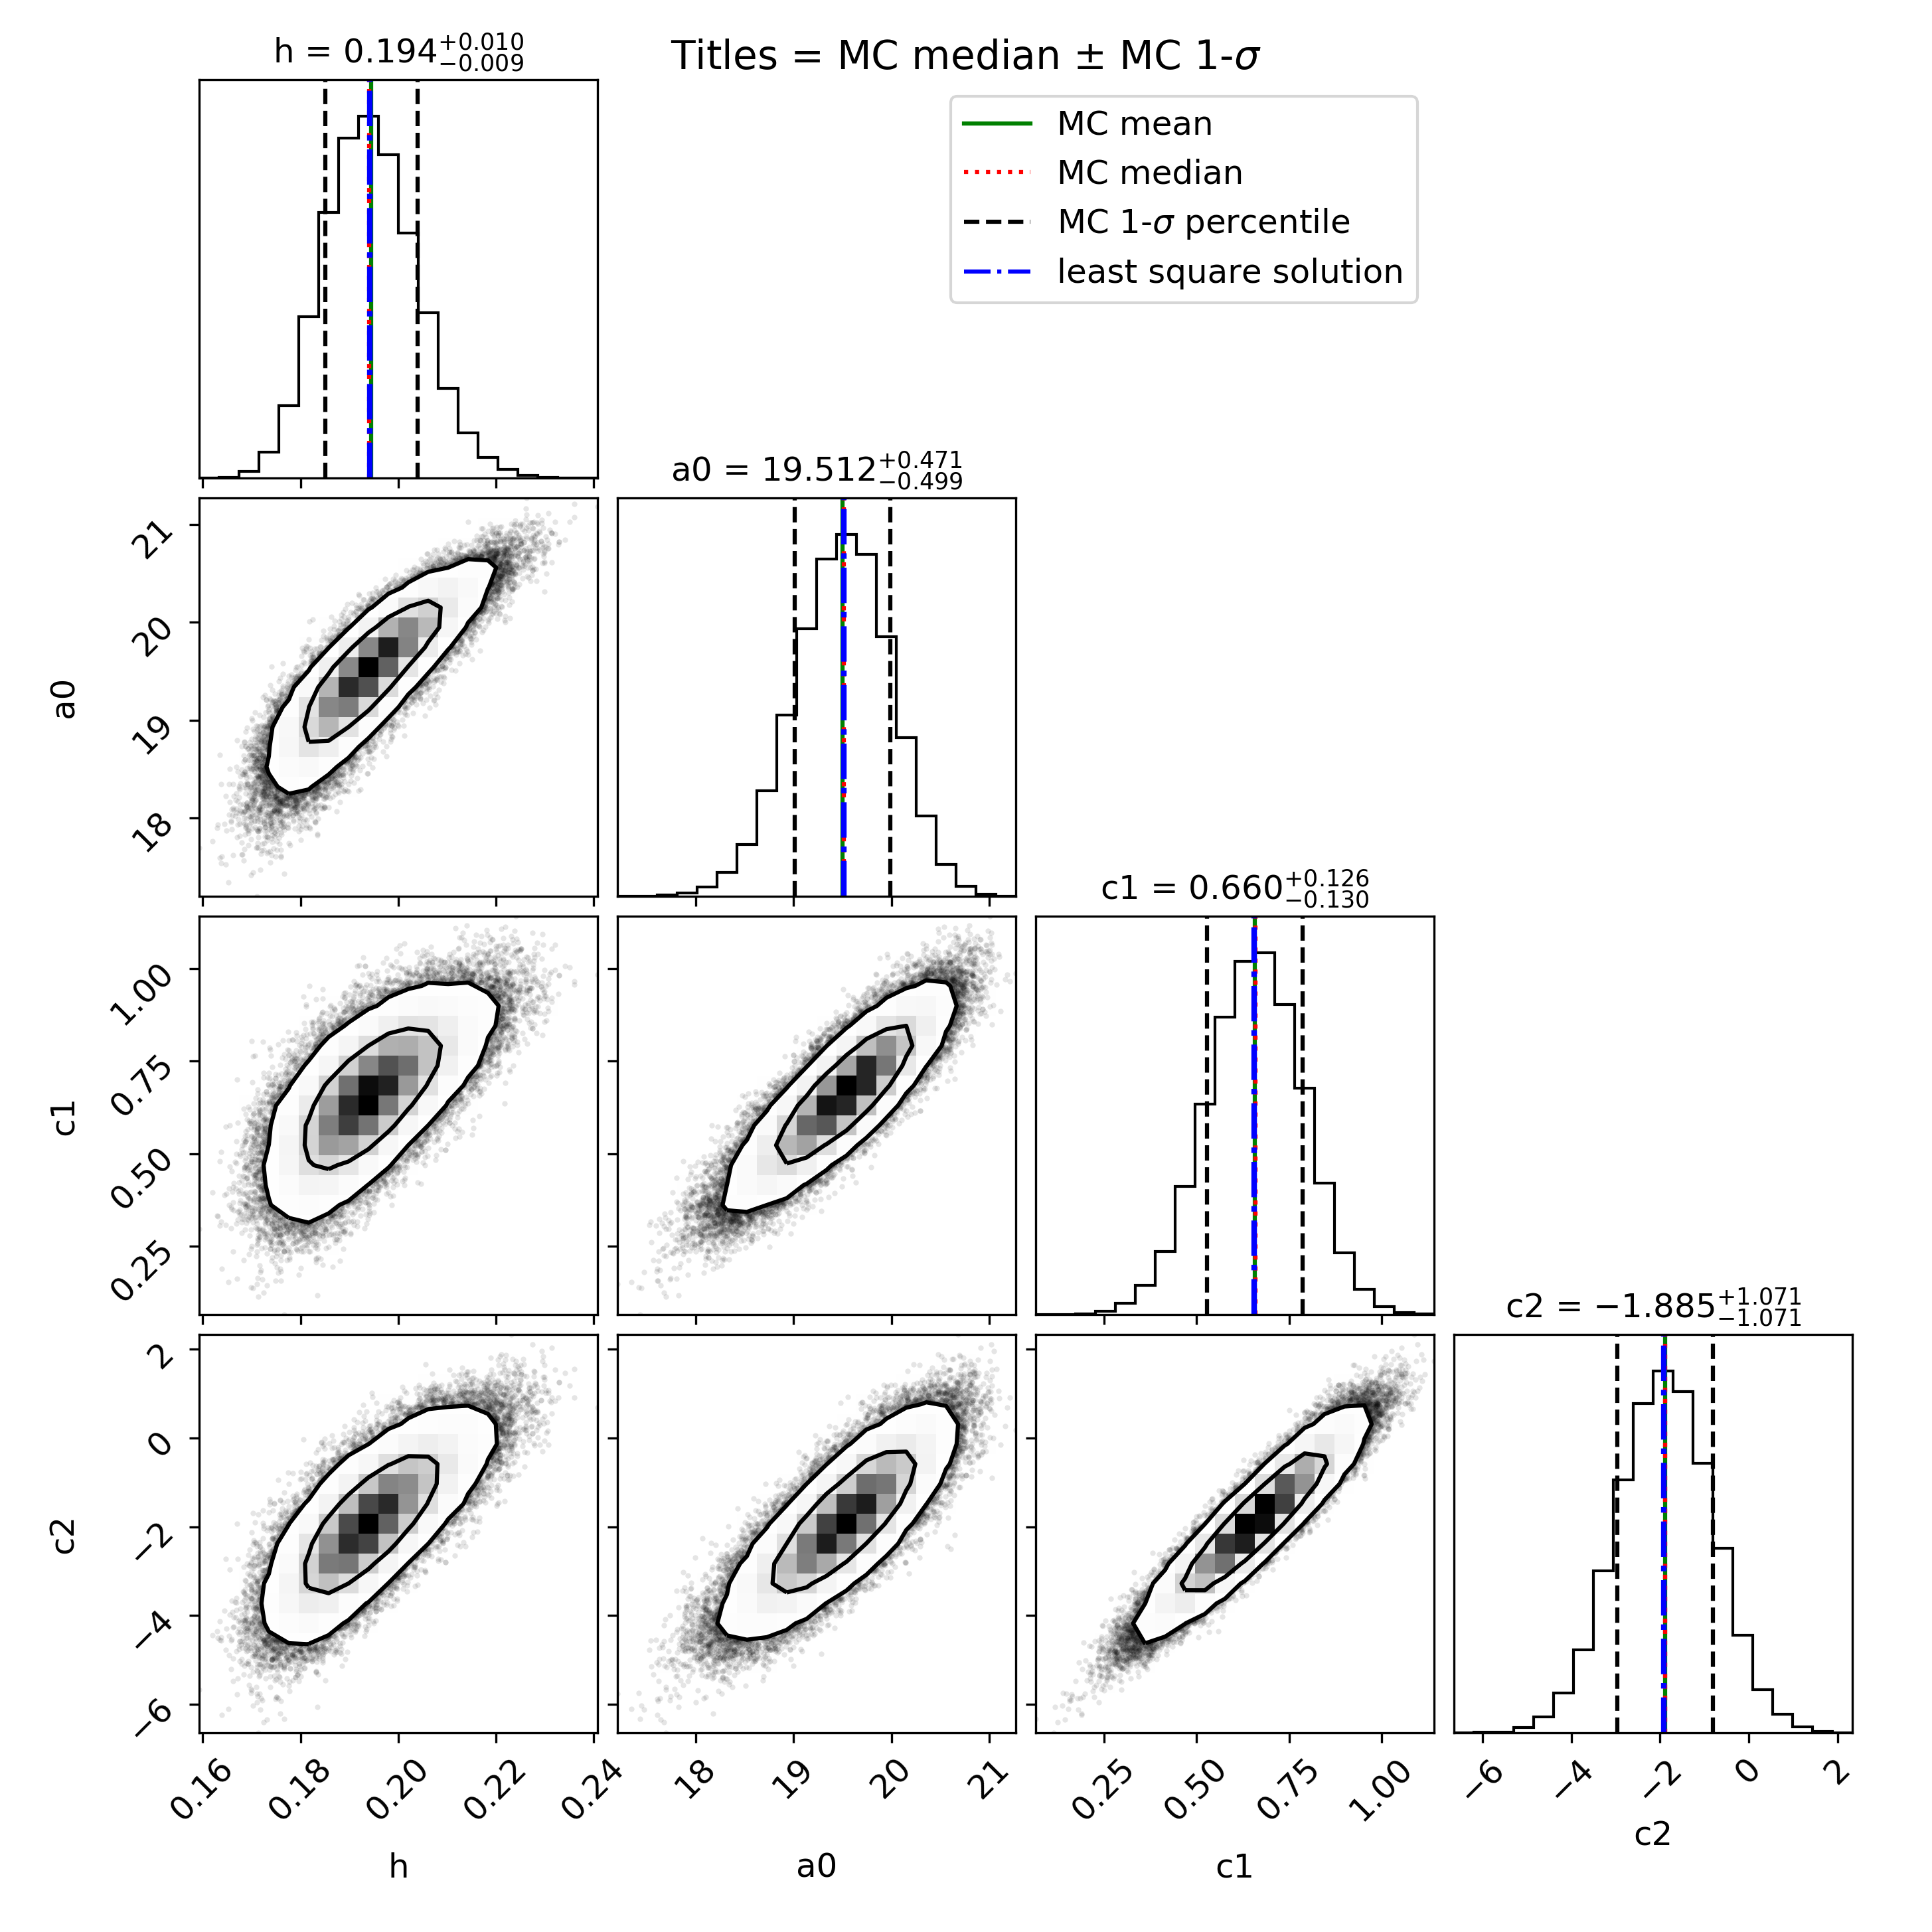 h = 0.194 +0.010 −0.009
Titles = MC median ± MC 1-σ
MC mean
MC median
MC 1-σ percentile
least square solution
a0 = 19.512 +0.471 −0.499
21
20
19
18
a0
c1 = 0.660 +0.126 −0.130
1.00
0.75
0.50
0.25
c1
c2 = −1.885 +1.071 −1.071
2
0
−2
−4
−6
c2
0.16 0.18 0.20 0.22 0.24
h
18 19 20 21
a0
0.25 0.50 0.75 1.00
c1
−6 −4 −2 0 2
c2